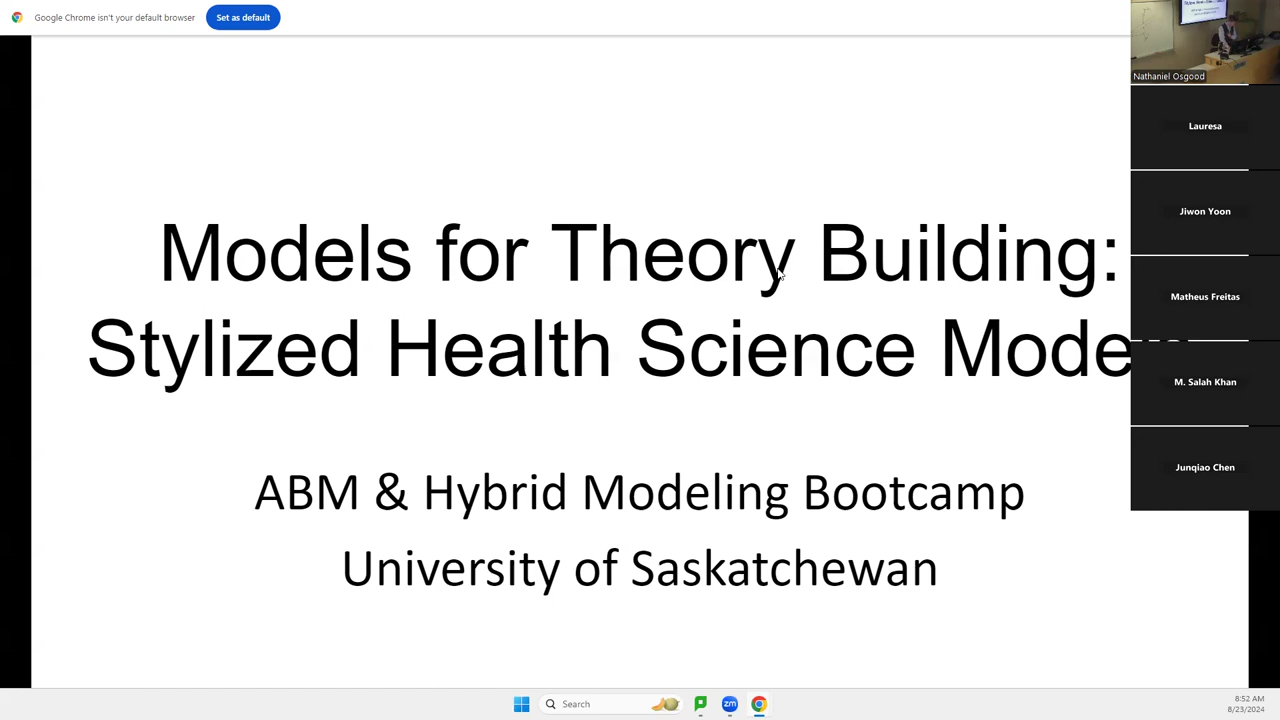 Google Chrome isn't your default browser
Set as default
Nathaniel Osgood
Lauresa
Jiwon Yoon
Matheus Freitas
M. Salah Khan
Junqiao Chen
Models for Theory Building:
Stylized Health Science
ABM & Hybrid Modeling Bootcamp
University of Saskatchewan
Search
8:52 AM
8/23/2024